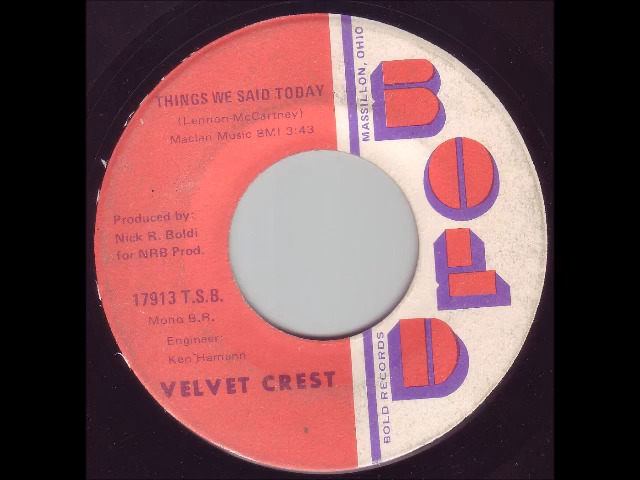 THINGS WE SAID TODAY
(Lennon-McCartney)
Maclan Music BMI 3:43
Produced by:
Nick R. Boldi
for NRB Prod.
17913 T.S.B.
Mono B.R.
Engineer:
Ken Hamann
VELVET CREST
BOLD RECORDS
MASSILLON, OHIO
BOLD